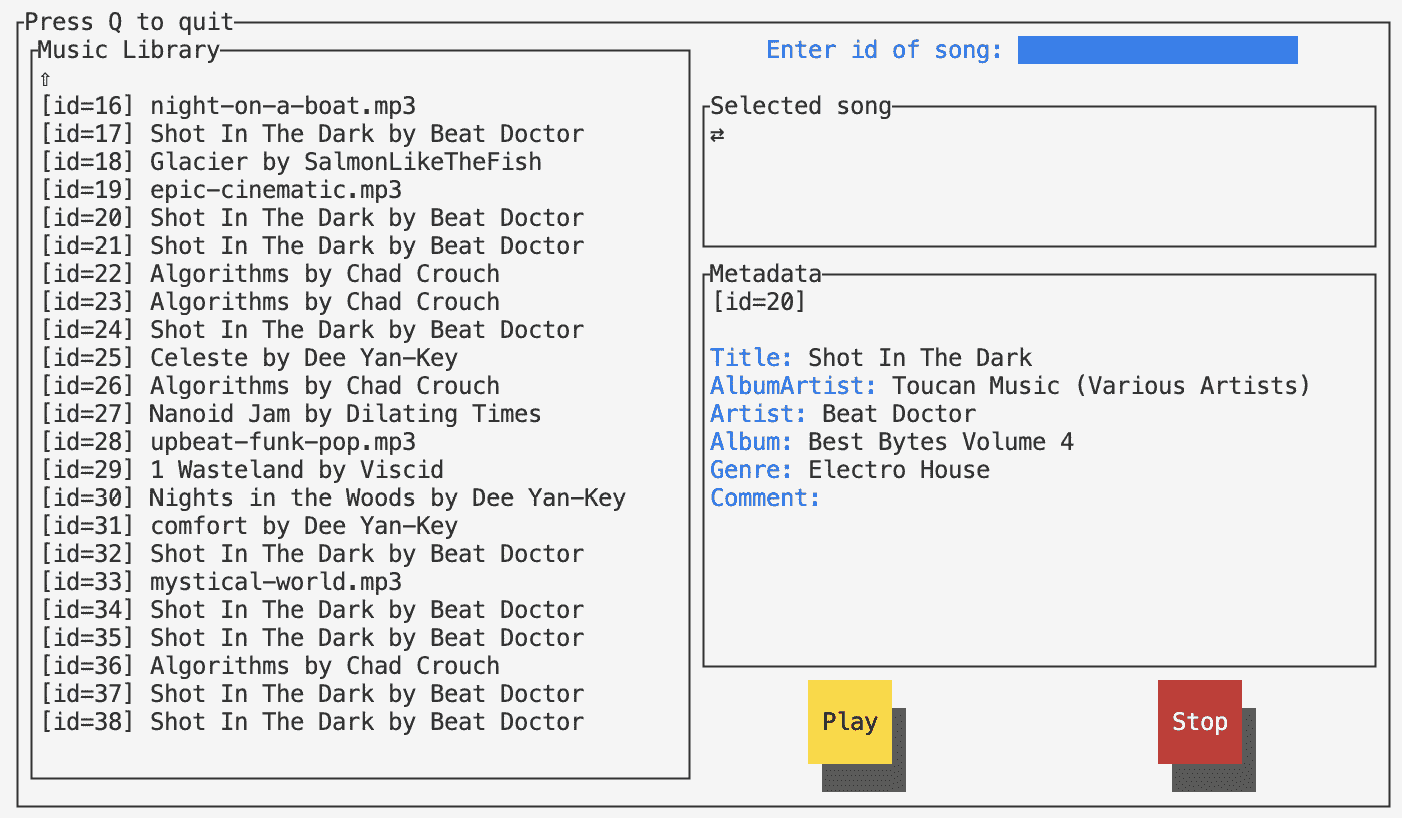 Press Q to quit
Music Library
⇧
[id=16] night-on-a-boat.mp3
[id=17] Shot In The Dark by Beat Doctor
[id=18] Glacier by SalmonLikeTheFish
[id=19] epic-cinematic.mp3
[id=20] Shot In The Dark by Beat Doctor
[id=21] Shot In The Dark by Beat Doctor
[id=22] Algorithms by Chad Crouch
[id=23] Algorithms by Chad Crouch
[id=24] Shot In The Dark by Beat Doctor
[id=25] Celeste by Dee Yan-Key
[id=26] Algorithms by Chad Crouch
[id=27] Nanoid Jam by Dilating Times
[id=28] upbeat-funk-pop.mp3
[id=29] 1 Wasteland by Viscid
[id=30] Nights in the Woods by Dee Yan-Key
[id=31] comfort by Dee Yan-Key
[id=32] Shot In The Dark by Beat Doctor
[id=33] mystical-world.mp3
[id=34] Shot In The Dark by Beat Doctor
[id=35] Shot In The Dark by Beat Doctor
[id=36] Algorithms by Chad Crouch
[id=37] Shot In The Dark by Beat Doctor
[id=38] Shot In The Dark by Beat Doctor
Enter id of song:
Selected song
⇄
Metadata
[id=20]
Title: Shot In The Dark
AlbumArtist: Toucan Music (Various Artists)
Artist: Beat Doctor
Album: Best Bytes Volume 4
Genre: Electro House
Comment:
Play
Stop